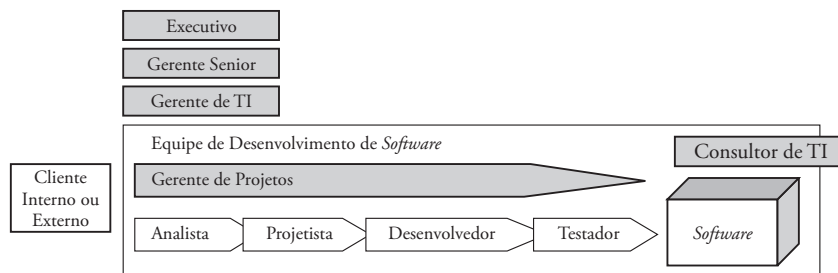 Executivo
Gerente Senior
Gerente de TI
Equipe de Desenvolvimento de Software
Consultor de TI
Cliente
Interno ou
Externo
Gerente de Projetos
Analista
Projetista
Desenvolvedor
Testador
Software